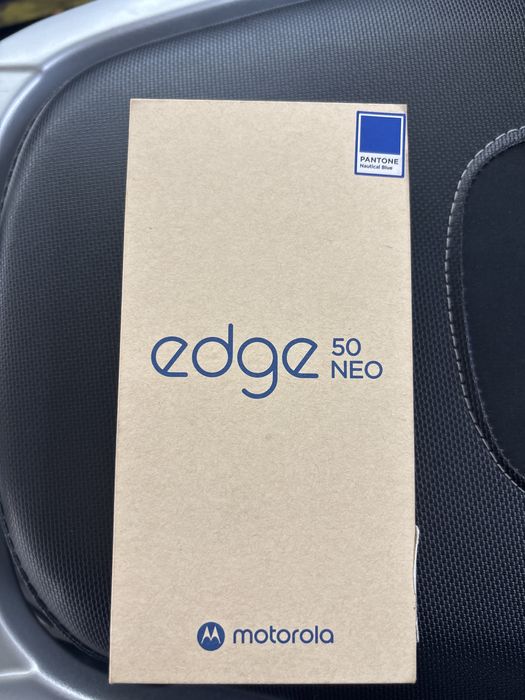 PANTONE
Nautical Blue
edge 50
NEO
motorola